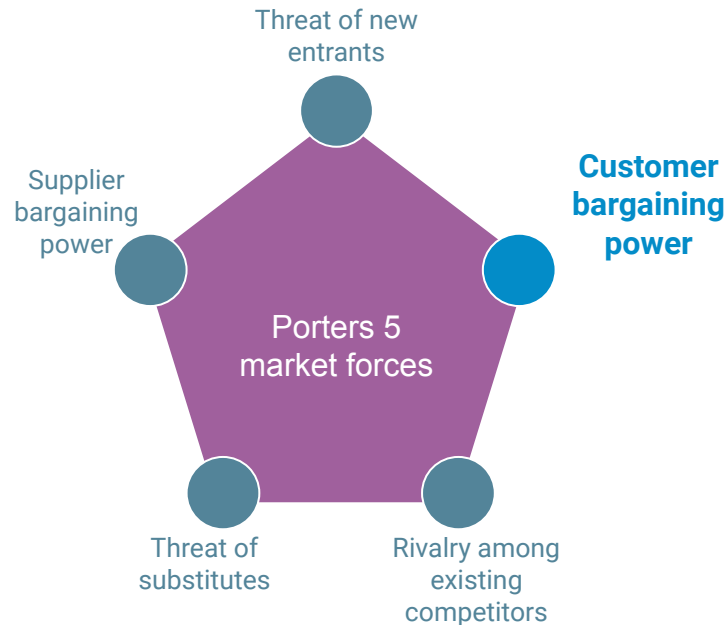 Threat of new
entrants
Customer
bargaining
power
Supplier
bargaining
power
Porters 5
market forces
Threat of
substitutes
Rivalry among
existing
competitors